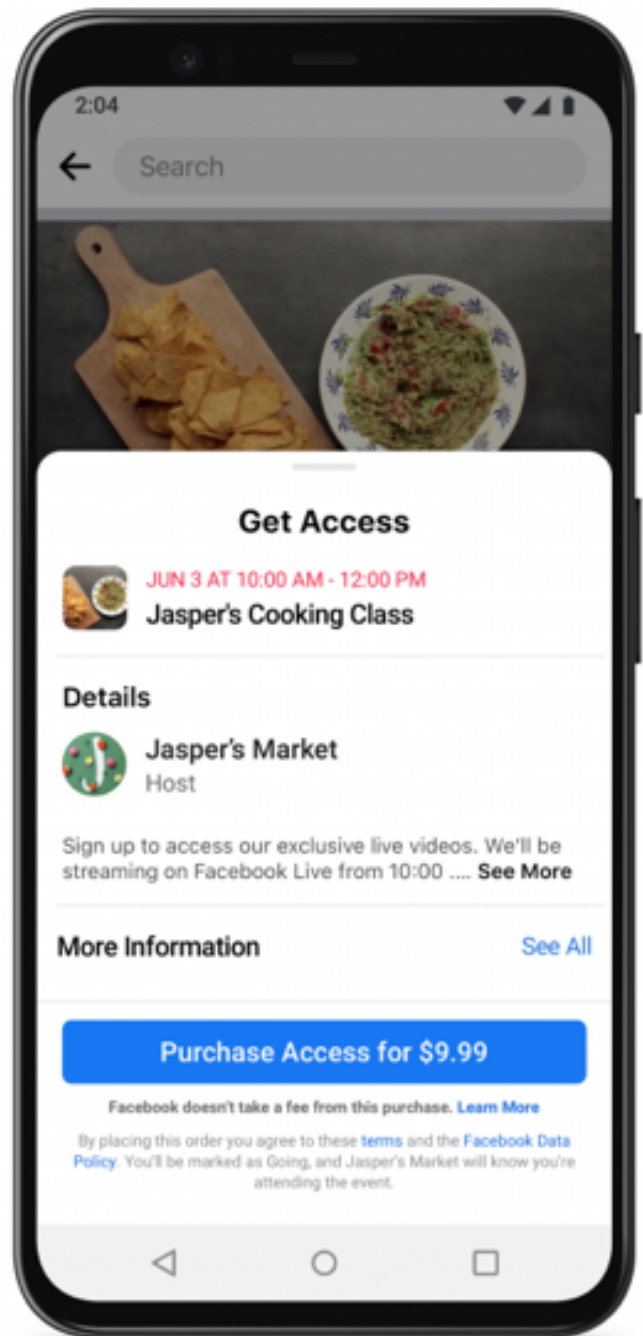 2:04
Search
Get Access
JUN 3 AT 10:00 AM - 12:00 PM
Jasper's Cooking Class
Details
Jasper's Market
Host
Sign up to access our exclusive live videos. We'll be
streaming on Facebook Live from 10:00 .... See More
More Information See All
Purchase Access for $9.99
Facebook doesn't take a fee from this purchase. Learn More
By placing this order you agree to these terms and the Facebook Data
Policy. You'll be marked as Going, and Jasper's Market will know you're
attending the event.